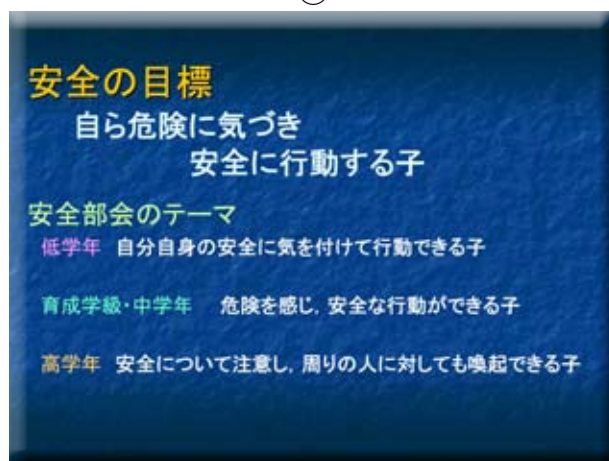 安全の目標
自ら危険に気づき
安全に行動する子
安全部会のテーマ
低学年 自分自身の安全に気を付けて行動できる子
育成学級・中学年 危険を感じ,安全な行動ができる子
高学年 安全について注意し,周りの人に対しても喚起できる子